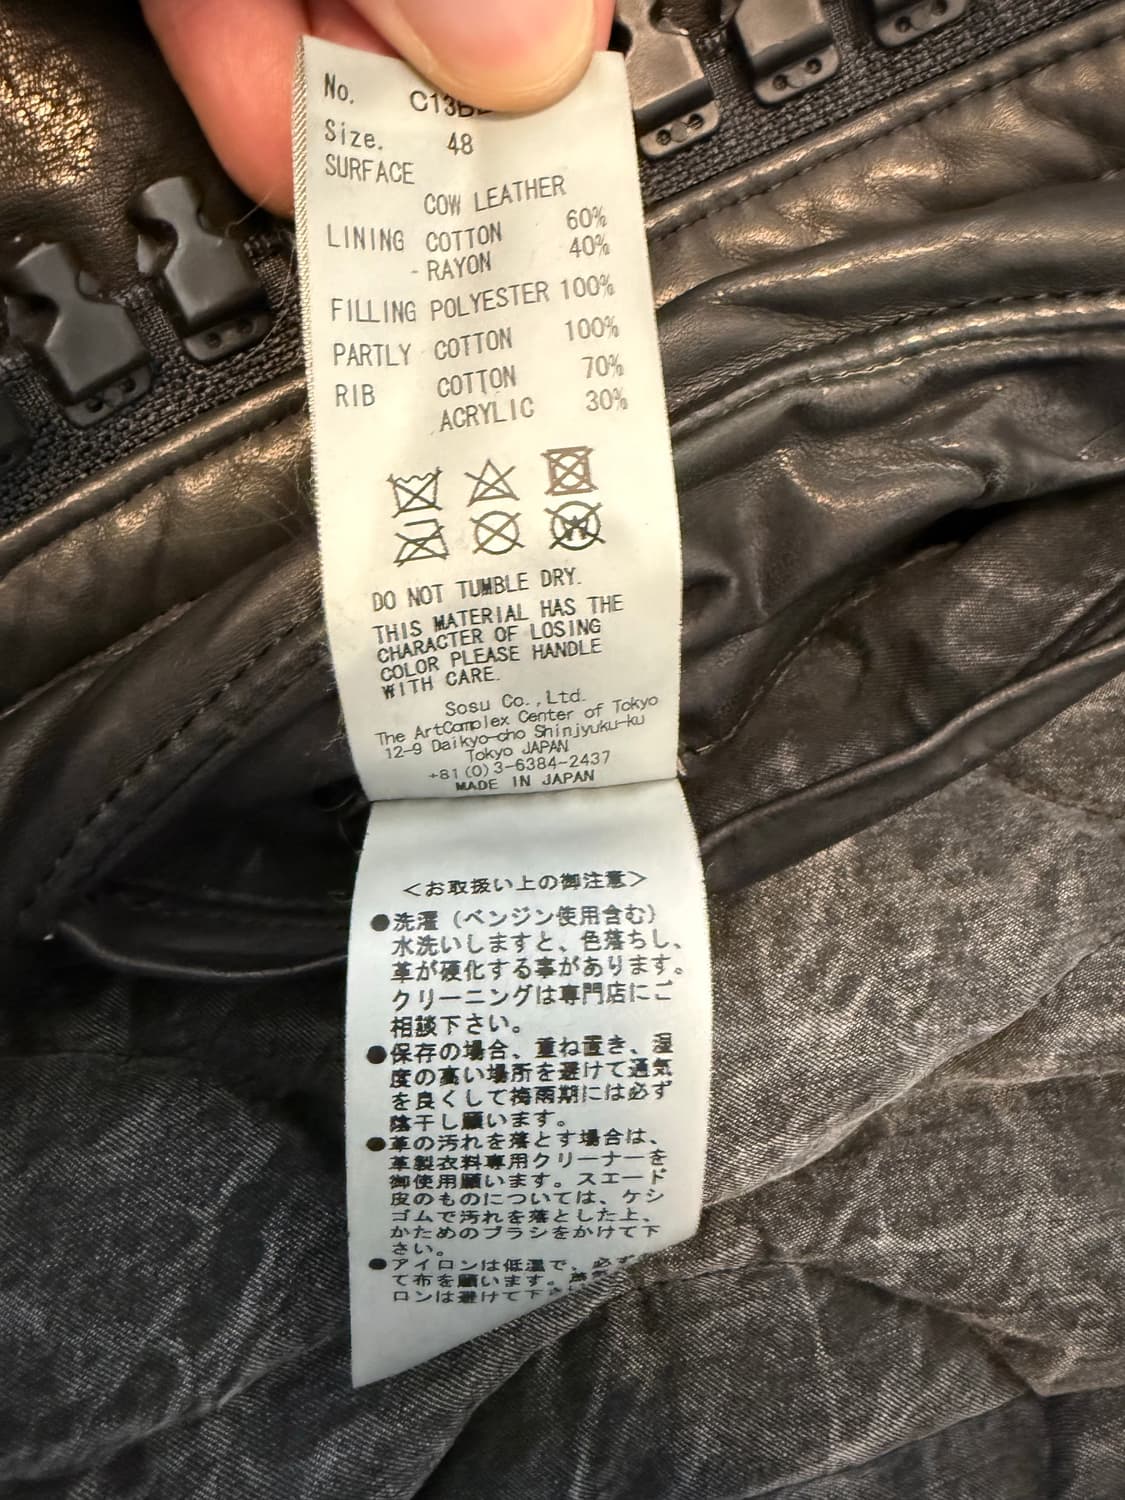 No. C13B
Size. 48
SURFACE
COW LEATHER
LINING COTTON 60%
RAYON 40%
FILLING POLYESTER 100%
PARTLY COTTON 100%
RIB COTTON 70%
ACRYLIC 30%
W
DO NOT TUMBLE DRY.
THIS MATERIAL HAS THE
CHARACTER OF LOSING
COLOR PLEASE HANDLE
WITH CARE.
Sosu Co.,Ltd.
The ArtComplex Center of Tokyo
12-9 Daikyo-cho Shinjyuku-ku
Tokyo JAPAN
+81(0)3-6384-2437
MADE IN JAPAN
<お取扱い上の御注意>
●洗濯(ベンジン使用含む)
水洗いしますと、色落ちし、
革が硬化する事があります。
クリーニングは専門店にご
相談下さい。
●保存の場合、重ね置き、湿
度の高い場所を避けて通気
を良くして梅雨期には必ず
陰干し願います。
●革の汚れを落とす場合は、
革製衣料専用クリーナーを
御使用願います。スエード
皮のものについては、ケシ
ゴムで汚れを落とした上、
かためのブラシをかけて下
さい。
●アイロンは低温で、必ず
て布を願います。
ロンは避けて下さ